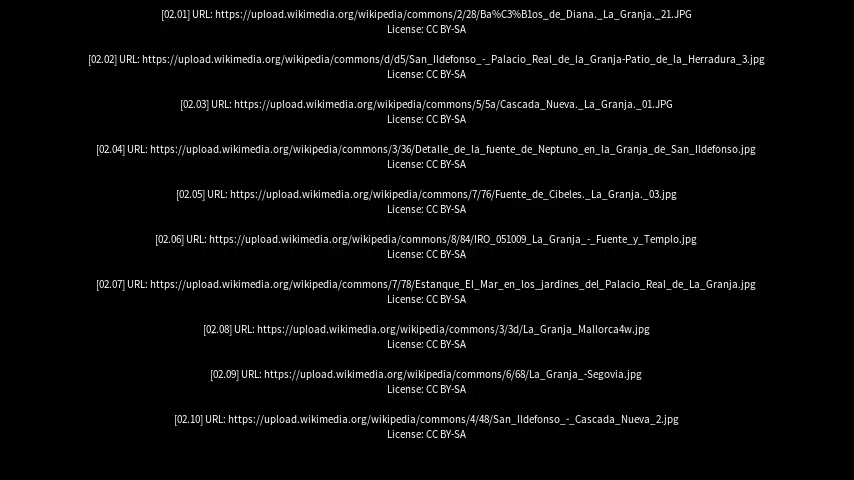 [02.01] URL: https://upload.wikimedia.org/wikipedia/commons/2/28/Ba%C3%B1os_de_Diana._La_Granja._21.JPG
License: CC BY-SA
[02.02] URL: https://upload.wikimedia.org/wikipedia/commons/d/d5/San_Ildefonso_-_Palacio_Real_de_la_Granja-Patio_de_la_Herradura_3.jpg
License: CC BY-SA
[02.03] URL: https://upload.wikimedia.org/wikipedia/commons/5/5a/Cascada_Nueva._La_Granja._01.JPG
License: CC BY-SA
[02.04] URL: https://upload.wikimedia.org/wikipedia/commons/3/36/Detalle_de_la_fuente_de_Neptuno_en_la_Granja_de_San_Ildefonso.jpg
License: CC BY-SA
[02.05] URL: https://upload.wikimedia.org/wikipedia/commons/7/76/Fuente_de_Cibeles._La_Granja._03.jpg
License: CC BY-SA
[02.06] URL: https://upload.wikimedia.org/wikipedia/commons/8/84/IRO_051009_La_Granja_-_Fuente_y_Templo.jpg
License: CC BY-SA
[02.07] URL: https://upload.wikimedia.org/wikipedia/commons/7/78/Estanque_El_Mar_en_los_jardines_del_Palacio_Real_de_La_Granja.jpg
License: CC BY-SA
[02.08] URL: https://upload.wikimedia.org/wikipedia/commons/3/3d/La_Granja_Mallorca4w.jpg
License: CC BY-SA
[02.09] URL: https://upload.wikimedia.org/wikipedia/commons/6/68/La_Granja_-Segovia.jpg
License: CC BY-SA
[02.10] URL: https://upload.wikimedia.org/wikipedia/commons/4/48/San_Ildefonso_-_Cascada_Nueva_2.jpg
License: CC BY-SA